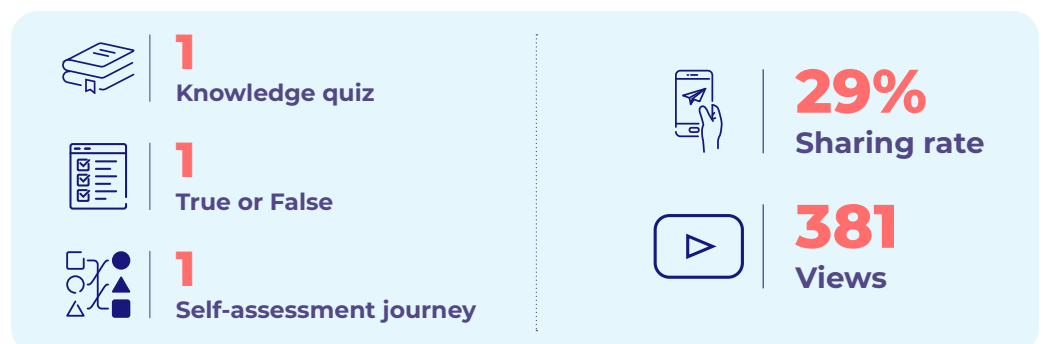 1
Knowledge quiz
1
True or False
1
Self-assessment journey
29%
Sharing rate
381
Views